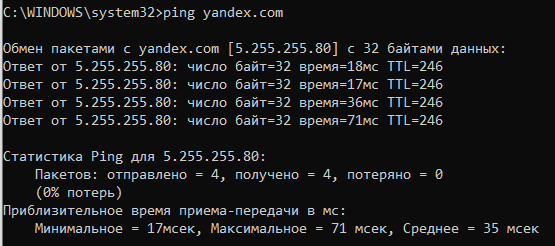 C:\WINDOWS\system32>ping yandex.com
Обмен пакетами с yandex.com [5.255.255.80] с 32 байтами данных:
Ответ от 5.255.255.80: число байт=32 время=18мс TTL=246
Ответ от 5.255.255.80: число байт=32 время=17мс TTL=246
Ответ от 5.255.255.80: число байт=32 время=36мс TTL=246
Ответ от 5.255.255.80: число байт=32 время=71мс TTL=246
Статистика Ping для 5.255.255.80:
Пакетов: отправлено = 4, получено = 4, потеряно = 0
(0% потерь)
Приблизительное время приема-передачи в мс:
Минимальное = 17мсек, Максимальное = 71 мсек, Среднее = 35 мсек